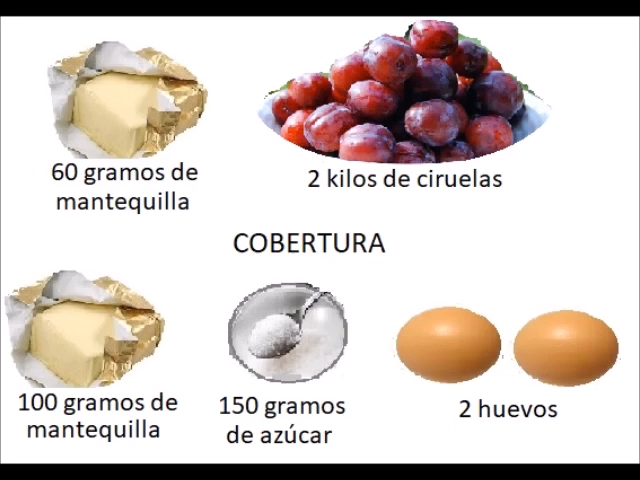 60 gramos de
mantequilla
2 kilos de ciruelas
COBERTURA
100 gramos de
mantequilla
150 gramos
de azúcar
2 huevos